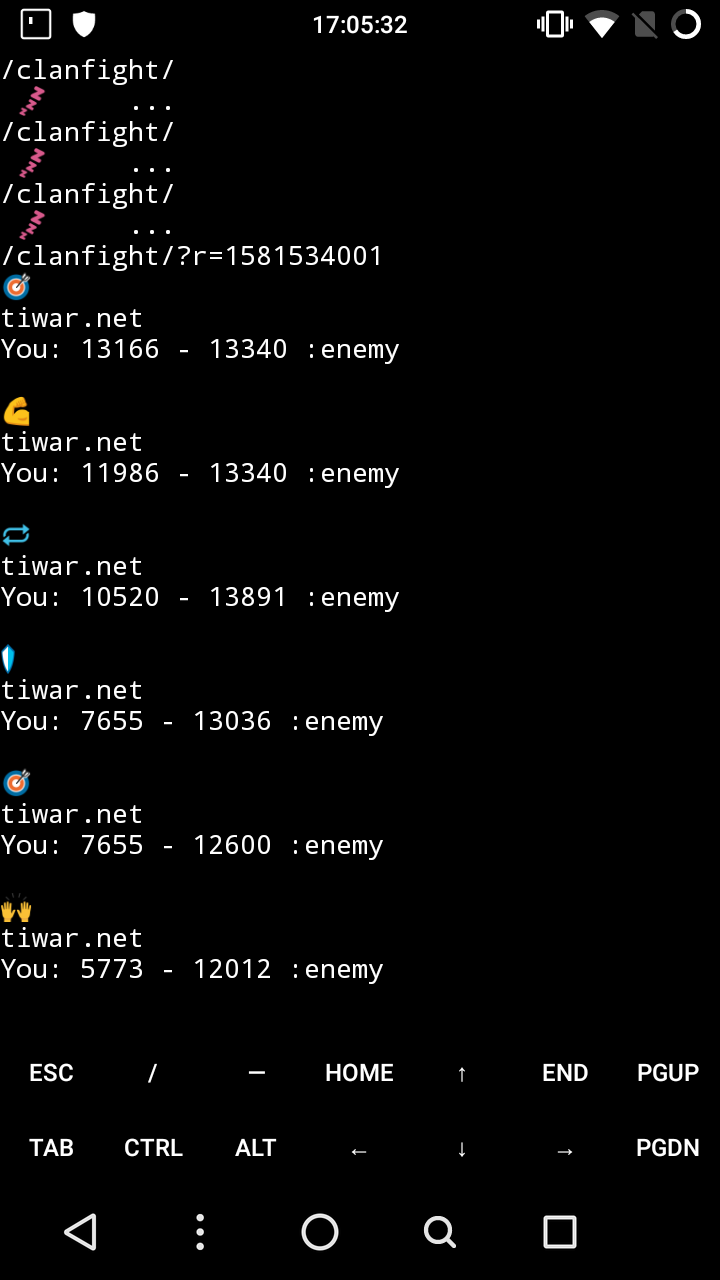 17:05:32
/clanfight/
💤 ...
/clanfight/
💤 ...
/clanfight/
💤 ...
/clanfight/?r=1581534001
🎯
tiwar.net
You: 13166 - 13340 :enemy
💪
tiwar.net
You: 11986 - 13340 :enemy
🔁
tiwar.net
You: 10520 - 13891 :enemy
🛡
tiwar.net
You: 7655 - 13036 :enemy
🎯
tiwar.net
You: 7655 - 12600 :enemy
🙌
tiwar.net
You: 5773 - 12012 :enemy
ESC / — HOME ↑ END PGUP
TAB CTRL ALT ← ↓ → PGDN